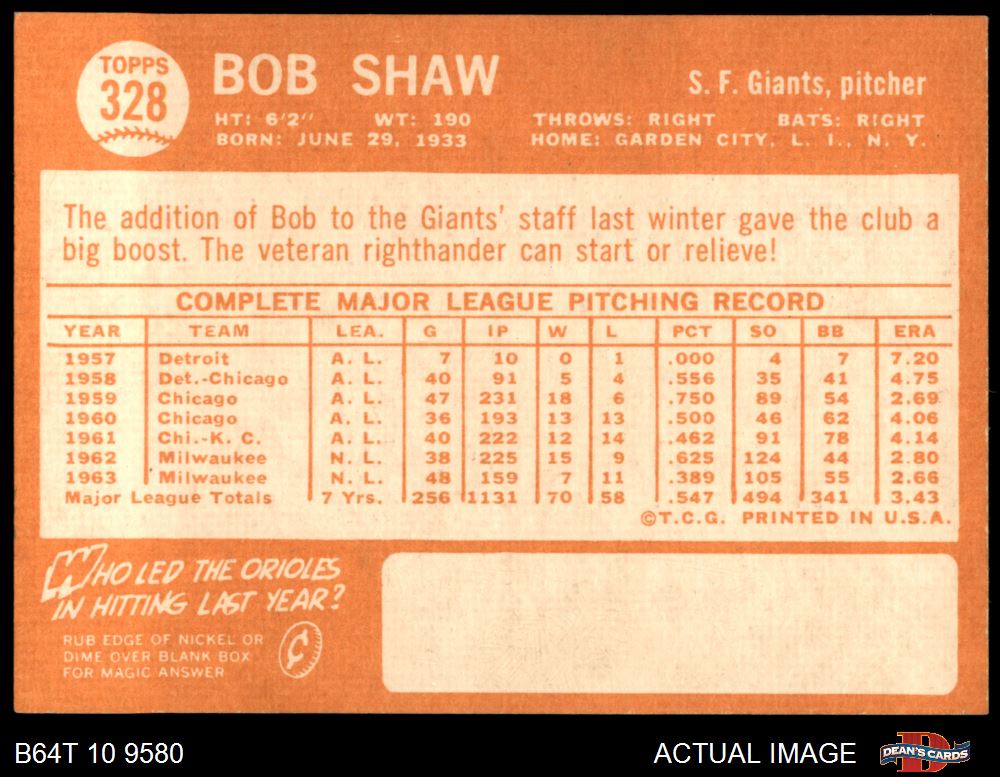 TOPPS
328
BOB SHAW
S. F. Giants, pitcher
HT: 6'2" WT: 190 THROWS: RIGHT BATS: RIGHT
BORN: JUNE 29, 1933 HOME: GARDEN CITY, L. I., N. Y.
The addition of Bob to the Giants' staff last winter gave the club a
big boost. The veteran righthander can start or relieve!
COMPLETE MAJOR LEAGUE PITCHING RECORD
YEAR TEAM LEA. G IP W L PCT SO BB ERA
1957 Detroit A. L. 7 10 0 1 .000 4 7 7.20
1958 Det.-Chicago A. L. 40 91 5 4 .556 35 41 4.75
1959 Chicago A. L. 47 231 18 6 .750 89 54 2.69
1960 Chicago A. L. 36 193 13 13 .500 46 62 4.06
1961 Chi.-K. C. A. L. 40 222 12 14 .462 91 78 4.14
1962 Milwaukee N. L. 38 225 15 9 .625 124 44 2.80
1963 Milwaukee N. L. 48 159 7 11 .389 105 55 2.66
Major League Totals 7 Yrs. 256 1131 70 58 .547 494 341 3.43
©T.C.G. PRINTED IN U.S.A.
WHO LED THE ORIOLES
IN HITTING LAST YEAR?
RUB EDGE OF NICKEL OR
DIME OVER BLANK BOX
FOR MAGIC ANSWER
¢
B64T 10 9580
ACTUAL IMAGE
DEAN'S CARDS